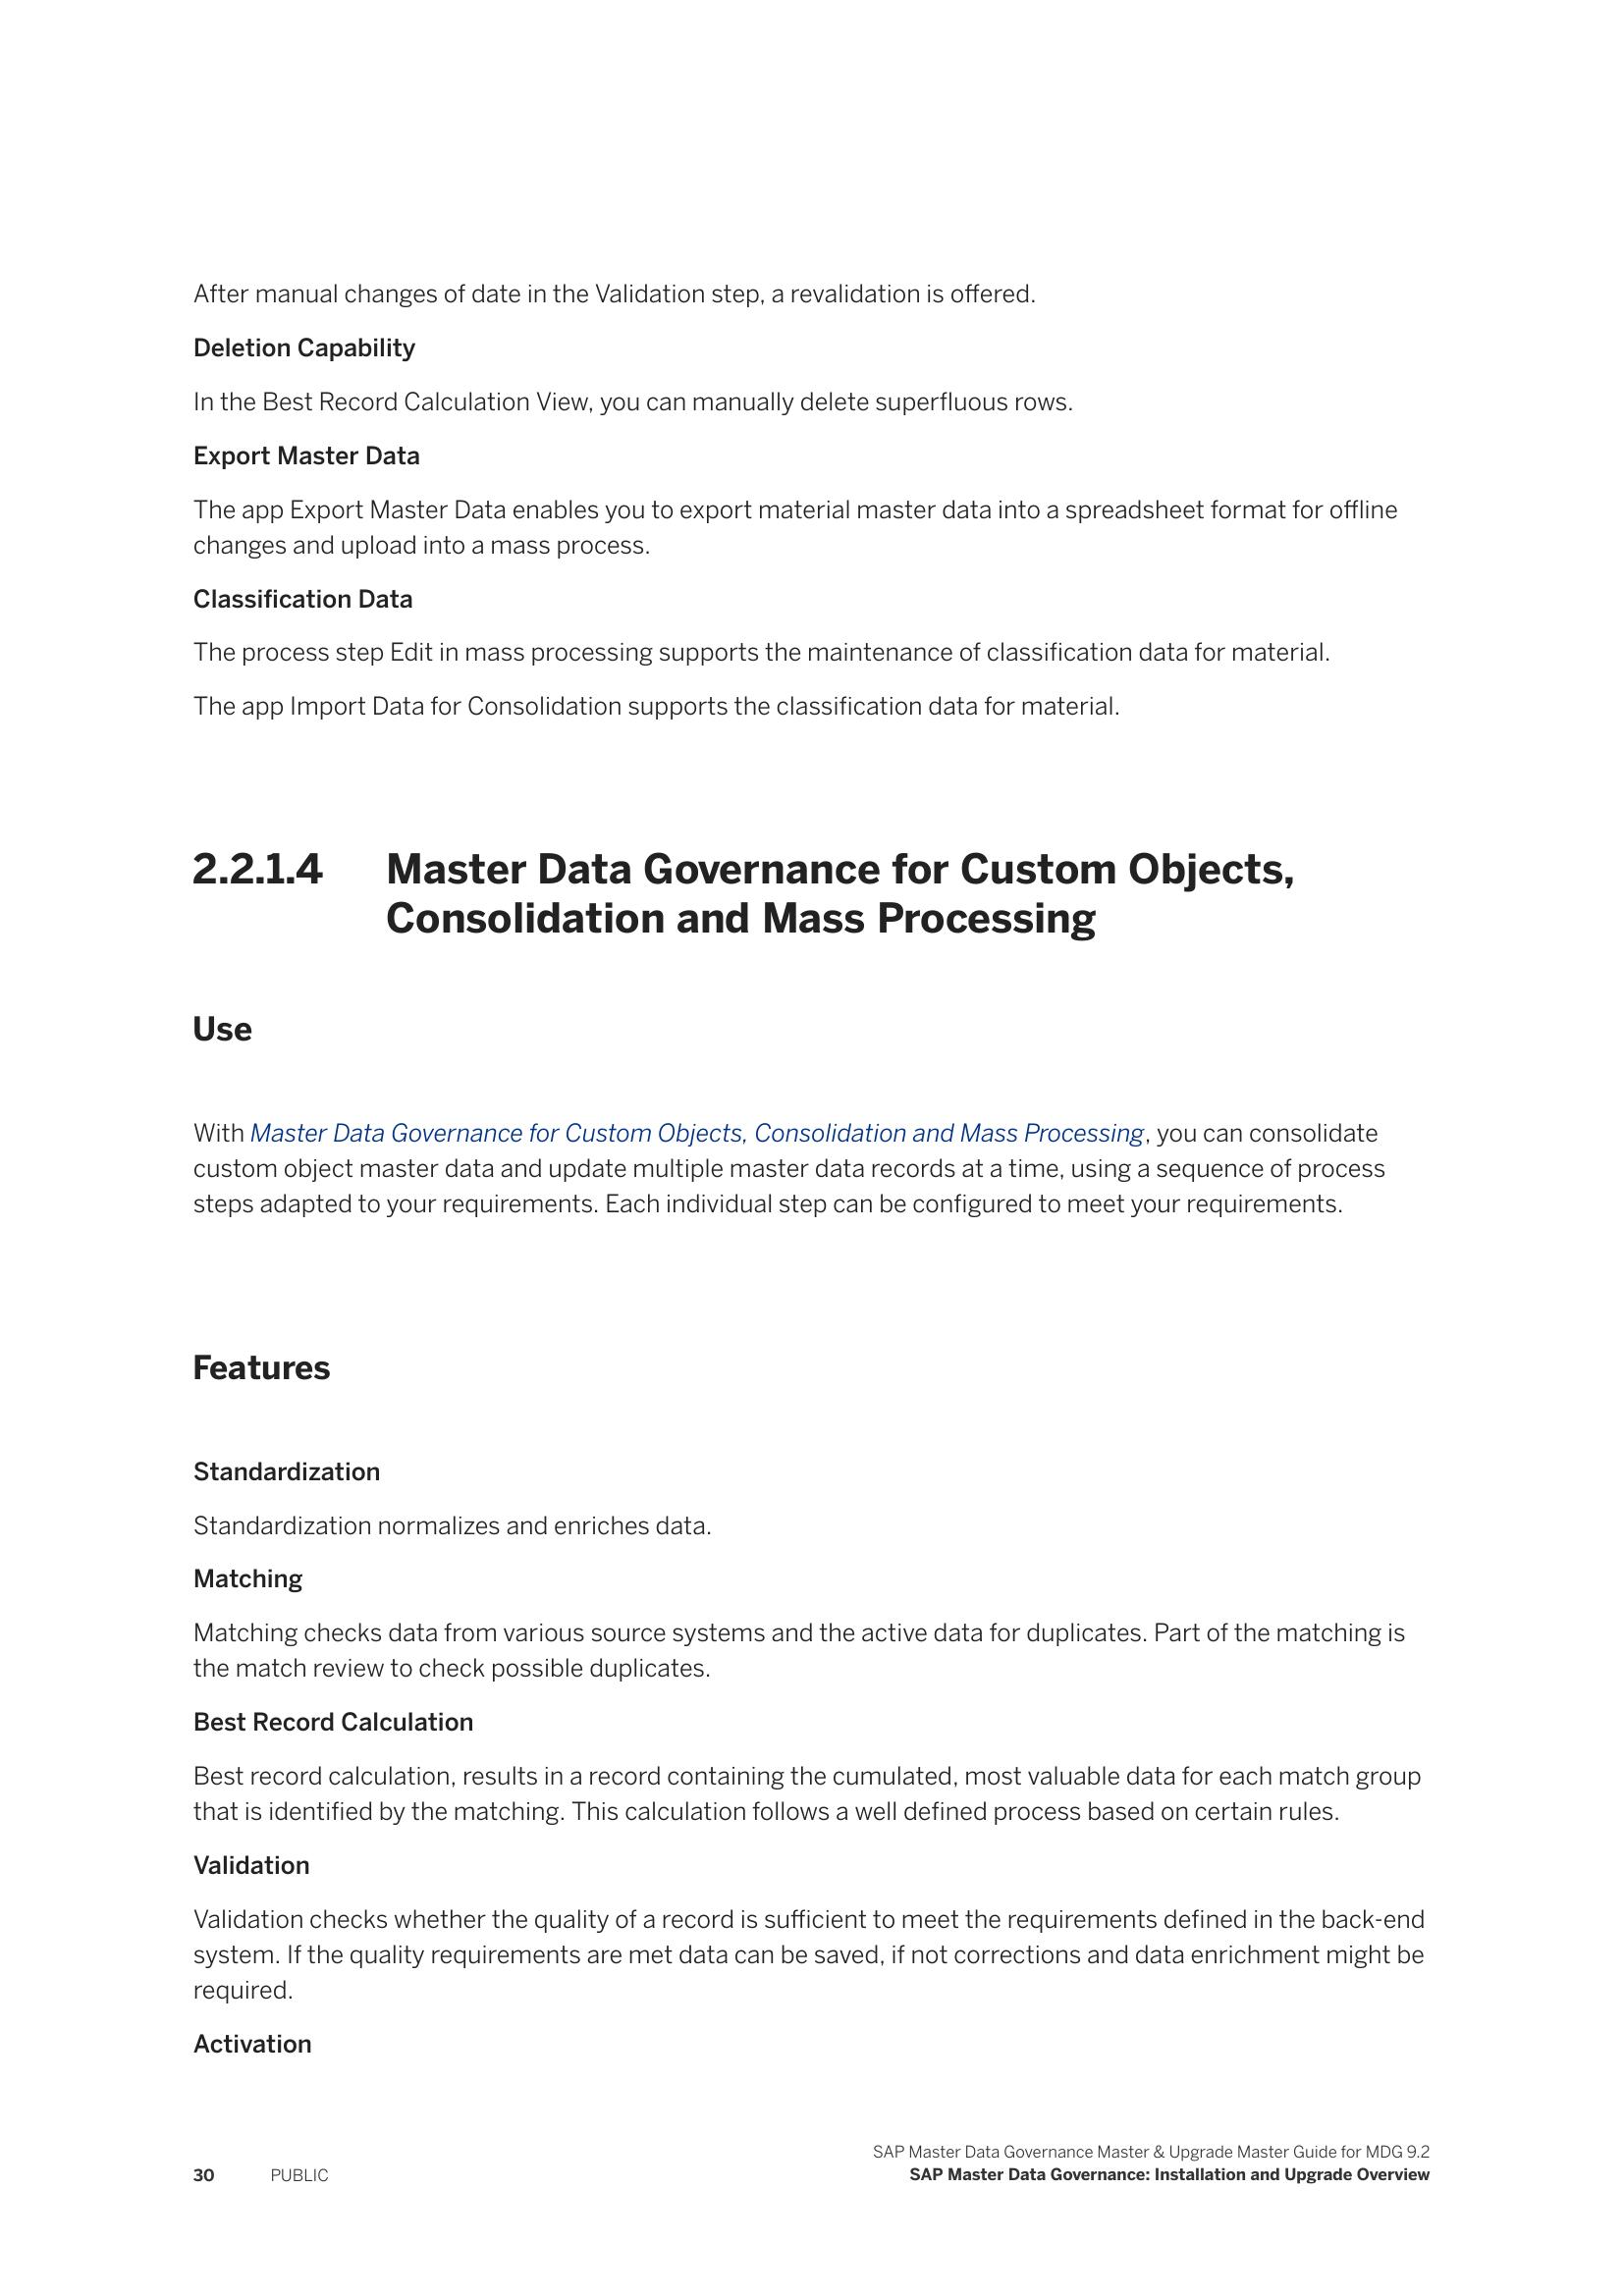 After manual changes of date in the Validation step, a revalidation is offered.
Deletion Capability
In the Best Record Calculation View, you can manually delete superfluous rows.
Export Master Data
The app Export Master Data enables you to export material master data into a spreadsheet format for offline
changes and upload into a mass process.
Classification Data
The process step Edit in mass processing supports the maintenance of classification data for material.
The app Import Data for Consolidation supports the classification data for material.
2.2.1.4 Master Data Governance for Custom Objects,
Consolidation and Mass Processing
Use
With Master Data Governance for Custom Objects, Consolidation and Mass Processing, you can consolidate
custom object master data and update multiple master data records at a time, using a sequence of process
steps adapted to your requirements. Each individual step can be configured to meet your requirements.
Features
Standardization
Standardization normalizes and enriches data.
Matching
Matching checks data from various source systems and the active data for duplicates. Part of the matching is
the match review to check possible duplicates.
Best Record Calculation
Best record calculation, results in a record containing the cumulated, most valuable data for each match group
that is identified by the matching. This calculation follows a well defined process based on certain rules.
Validation
Validation checks whether the quality of a record is sufficient to meet the requirements defined in the back-end
system. If the quality requirements are met data can be saved, if not corrections and data enrichment might be
required.
Activation
SAP Master Data Governance Master & Upgrade Master Guide for MDG 9.2
30 PUBLIC SAP Master Data Governance: Installation and Upgrade Overview